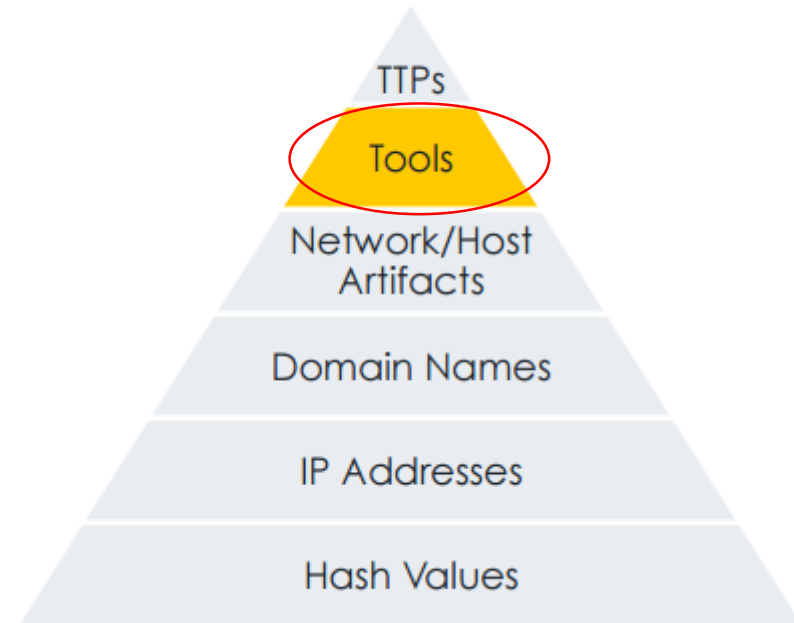 TTPs
Tools
Network/Host
Artifacts
Domain Names
IP Addresses
Hash Values